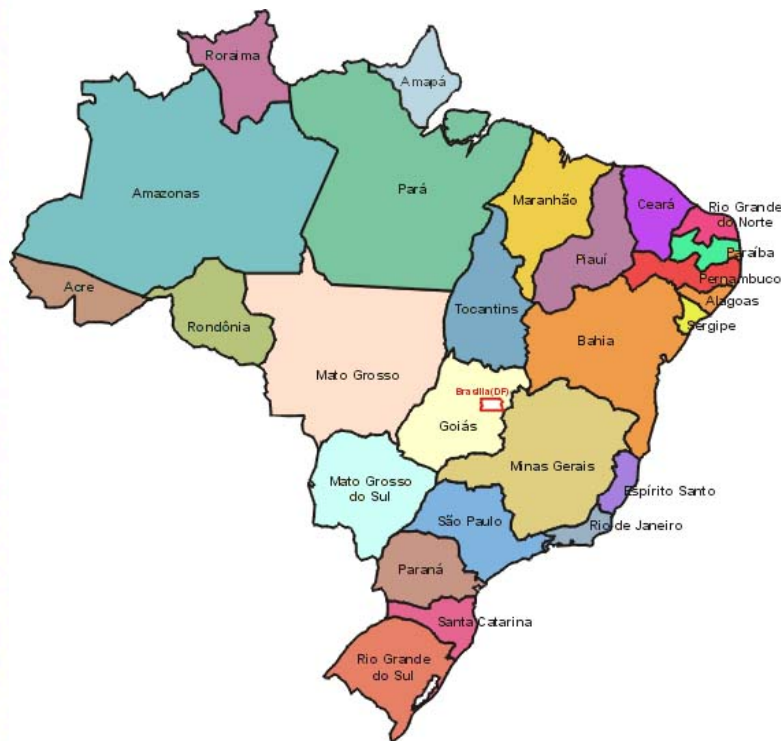 Roraima
Amapá
Amazonas
Pará
Maranhão
Ceará
Rio Grande
do Norte
Paraíba
Piauí
Pernambuco
Acre
Alagoas
Tocantins
Rondônia
Sergipe
Bahia
Mato Grosso
Brasília(DF)
Goiás
Minas Gerais
Mato Grosso
do Sul
Espírito Santo
São Paulo
Rio de Janeiro
Paraná
Santa Catarina
Rio Grande
do Sul